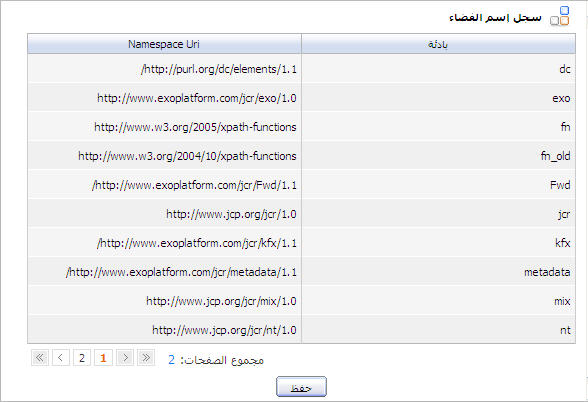 سجل إسم الفضاء
بادئة Namespace Uri
dc /http://purl.org/dc/elements/1.1
exo http://www.exoplatform.com/jcr/exo/1.0
fn http://www.w3.org/2005/xpath-functions
fn_old http://www.w3.org/2004/10/xpath-functions
Fwd /http://www.exoplatform.com/jcr/Fwd/1.1
jcr http://www.jcp.org/jcr/1.0
kfx /http://www.exoplatform.com/jcr/kfx/1.1
metadata /http://www.exoplatform.com/jcr/metadata/1.1
mix http://www.jcp.org/jcr/mix/1.0
nt http://www.jcp.org/jcr/nt/1.0
مجموع الصفحات: 2 1 2
حفظ